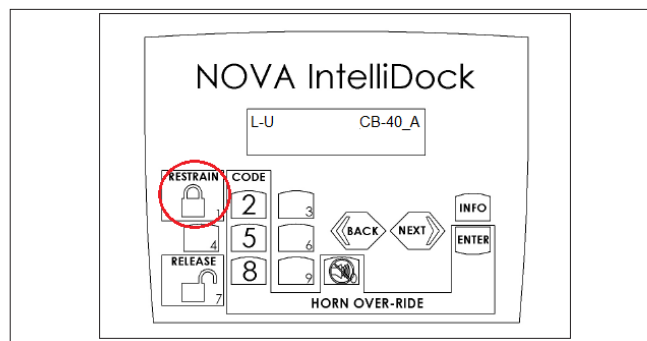 NOVA IntelliDock
L-U CB-40_A
RESTRAIN CODE
1 2 3
BACK NEXT INFO
4 5 6 ENTER
RELEASE
7 8 9
HORN OVER-RIDE